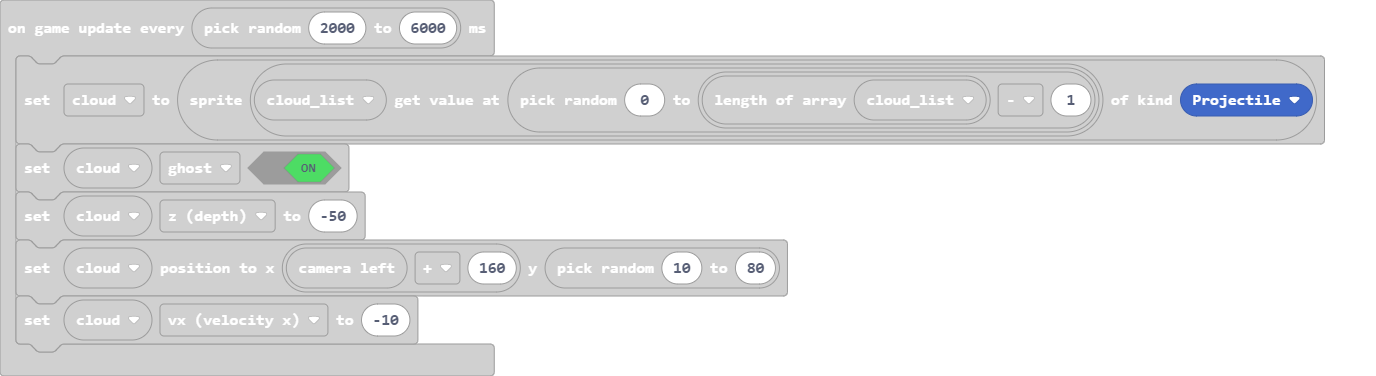 on game update every pick random 2000 to 6000 ms
set cloud to sprite cloud_list get value at pick random 0 to length of array cloud_list - 1 of kind Projectile
set cloud ghost ON
set cloud z (depth) to -50
set cloud position to x camera left + 160 y pick random 10 to 80
set cloud vx (velocity x) to -10